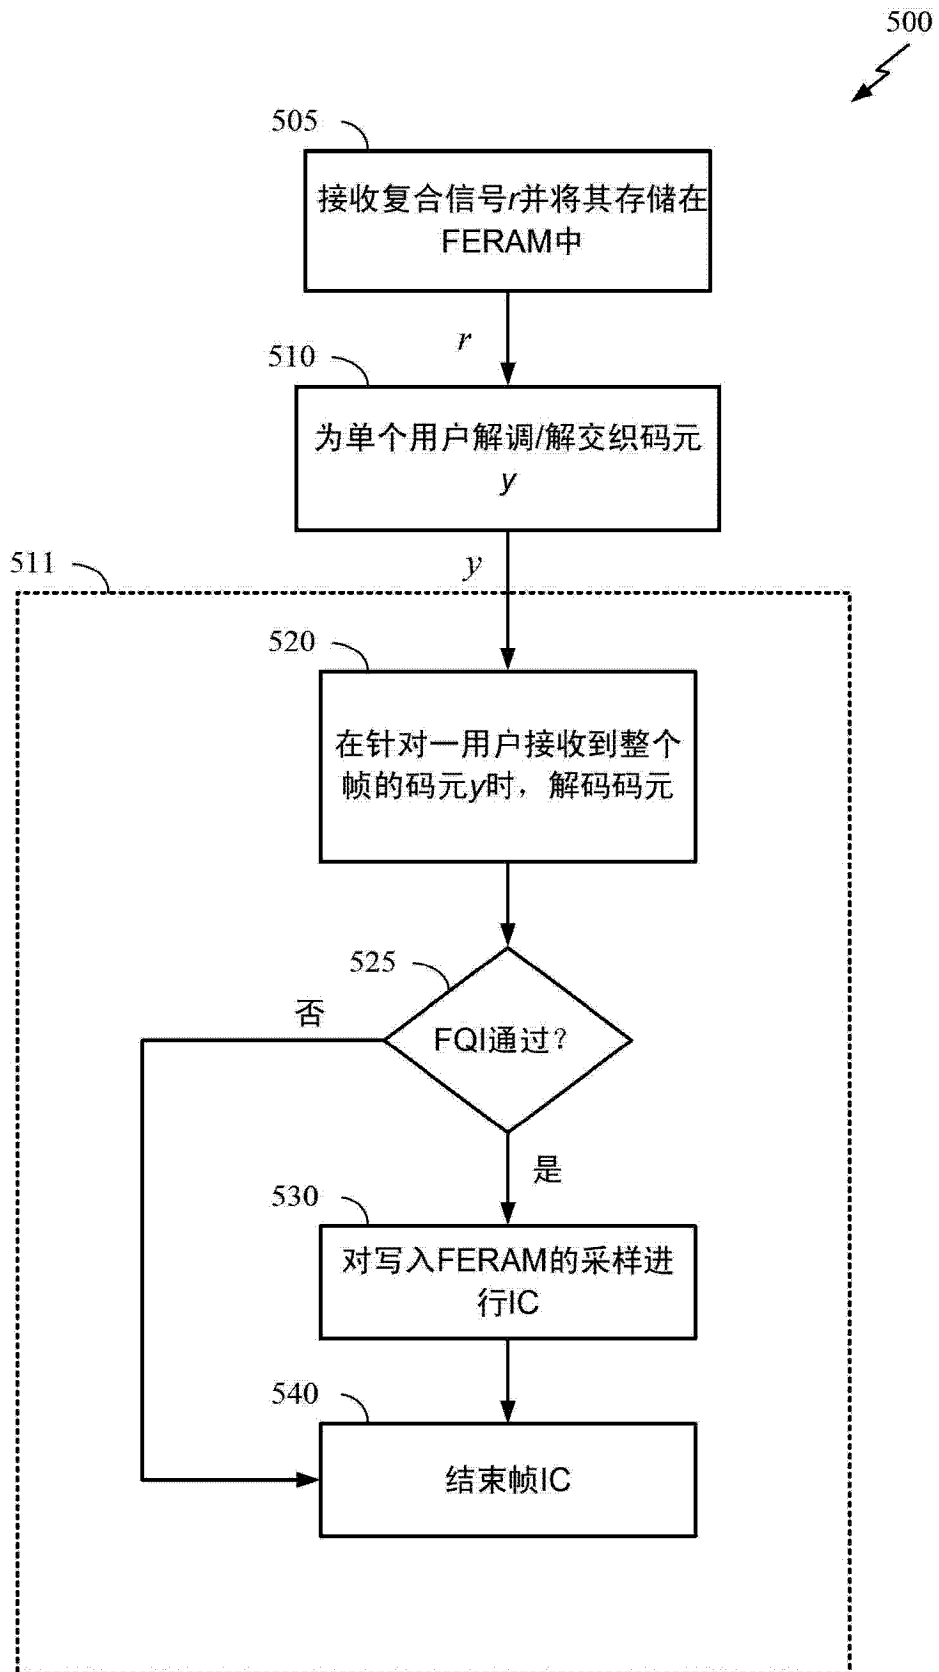 500
505
接收复合信号r并将其存储在
FERAM中
r
510
为单个用户解调/解交织码元
y
y
511
520
在针对一用户接收到整个
帧的码元y时，解码码元
525
否
FQI通过？
是
530
对写入FERAM的采样进
行IC
540
结束帧IC